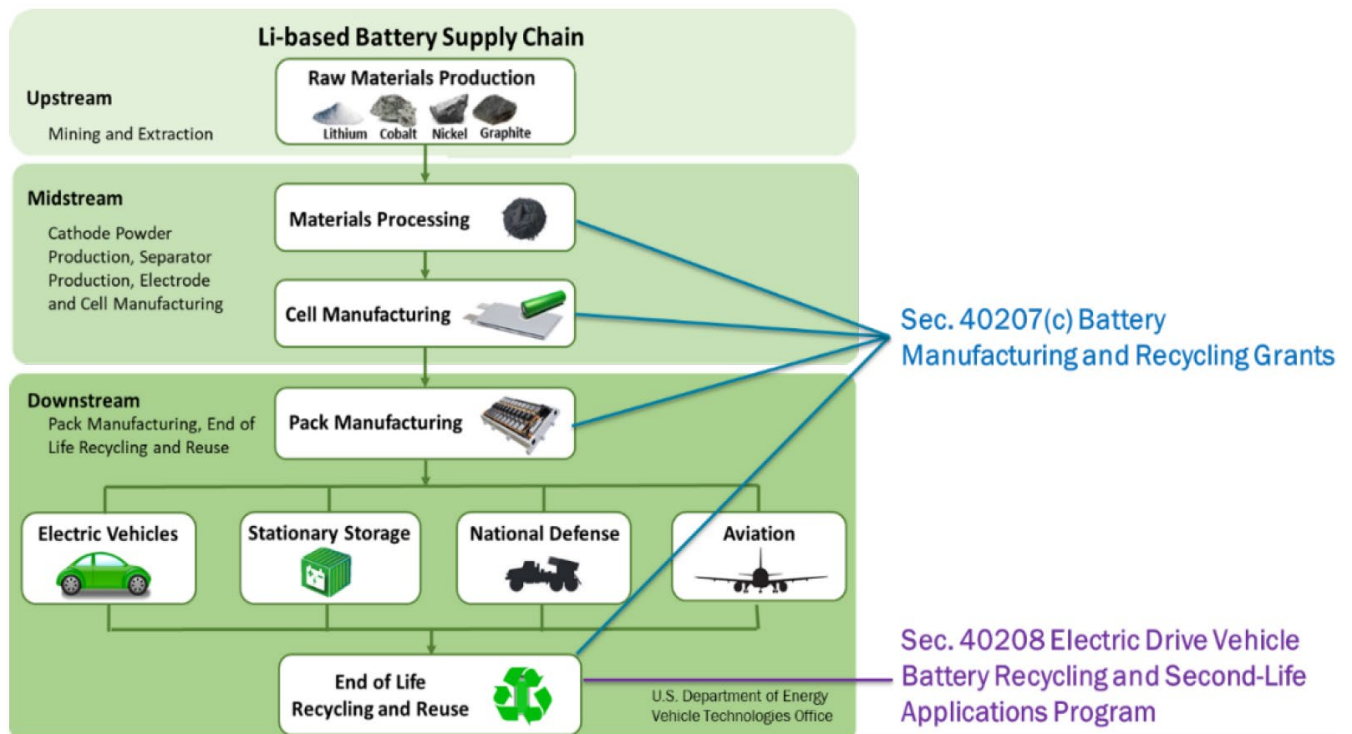 Li-based Battery Supply Chain
Raw Materials Production
Lithium Cobalt Nickel Graphite
Upstream
Mining and Extraction
Midstream
Cathode Powder
Production, Separator
Production, Electrode
and Cell Manufacturing
Materials Processing
Cell Manufacturing
Sec. 40207(c) Battery
Manufacturing and Recycling Grants
Downstream
Pack Manufacturing, End of
Life Recycling and Reuse
Pack Manufacturing
Electric Vehicles
Stationary Storage
National Defense
Aviation
End of Life
Recycling and Reuse
U.S. Department of Energy
Vehicle Technologies Office
Sec. 40208 Electric Drive Vehicle
Battery Recycling and Second-Life
Applications Program